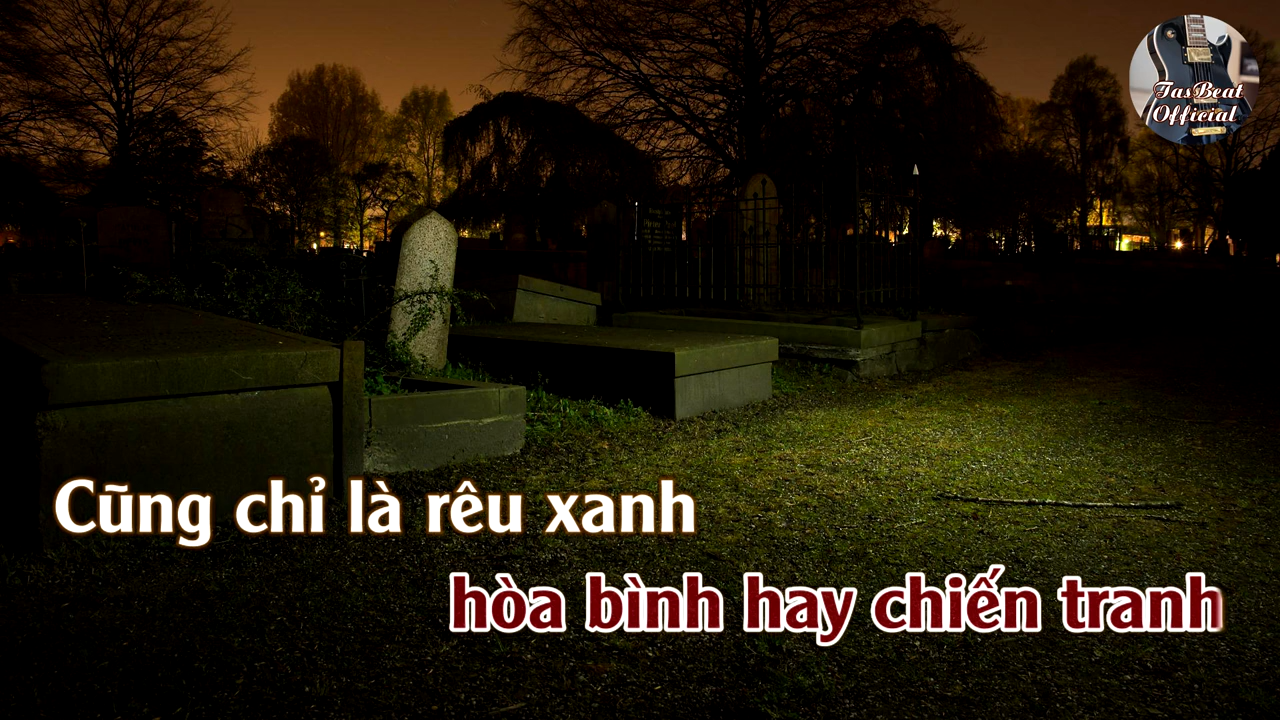 TasBeat
Official
Cũng chỉ là rêu xanh
hòa bình hay chiến tranh